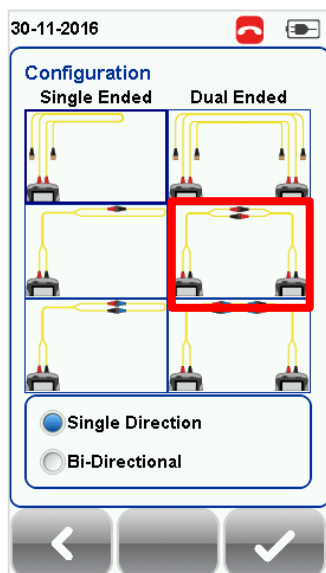 30-11-2016
Configuration
Single Ended Dual Ended
Single Direction
Bi-Directional